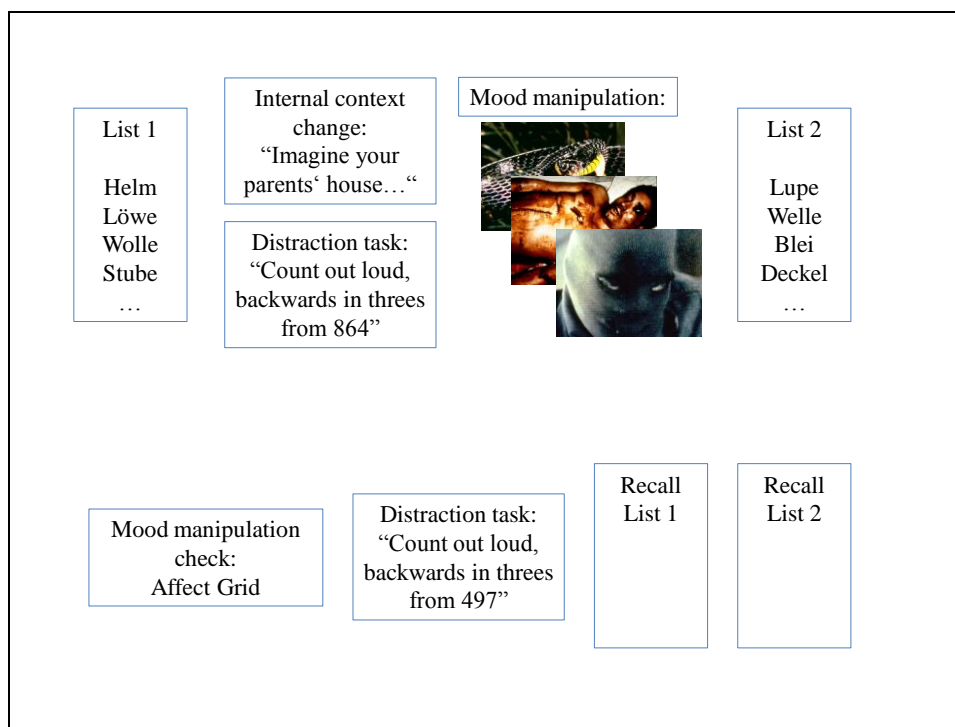 List 1
Helm
Löwe
Wolle
Stube
…
Internal context
change:
“Imagine your
parents‘ house…“
Distraction task:
“Count out loud,
backwards in threes
from 864”
Mood manipulation:
List 2
Lupe
Welle
Blei
Deckel
…
Mood manipulation
check:
Affect Grid
Distraction task:
“Count out loud,
backwards in threes
from 497”
Recall
List 1
Recall
List 2